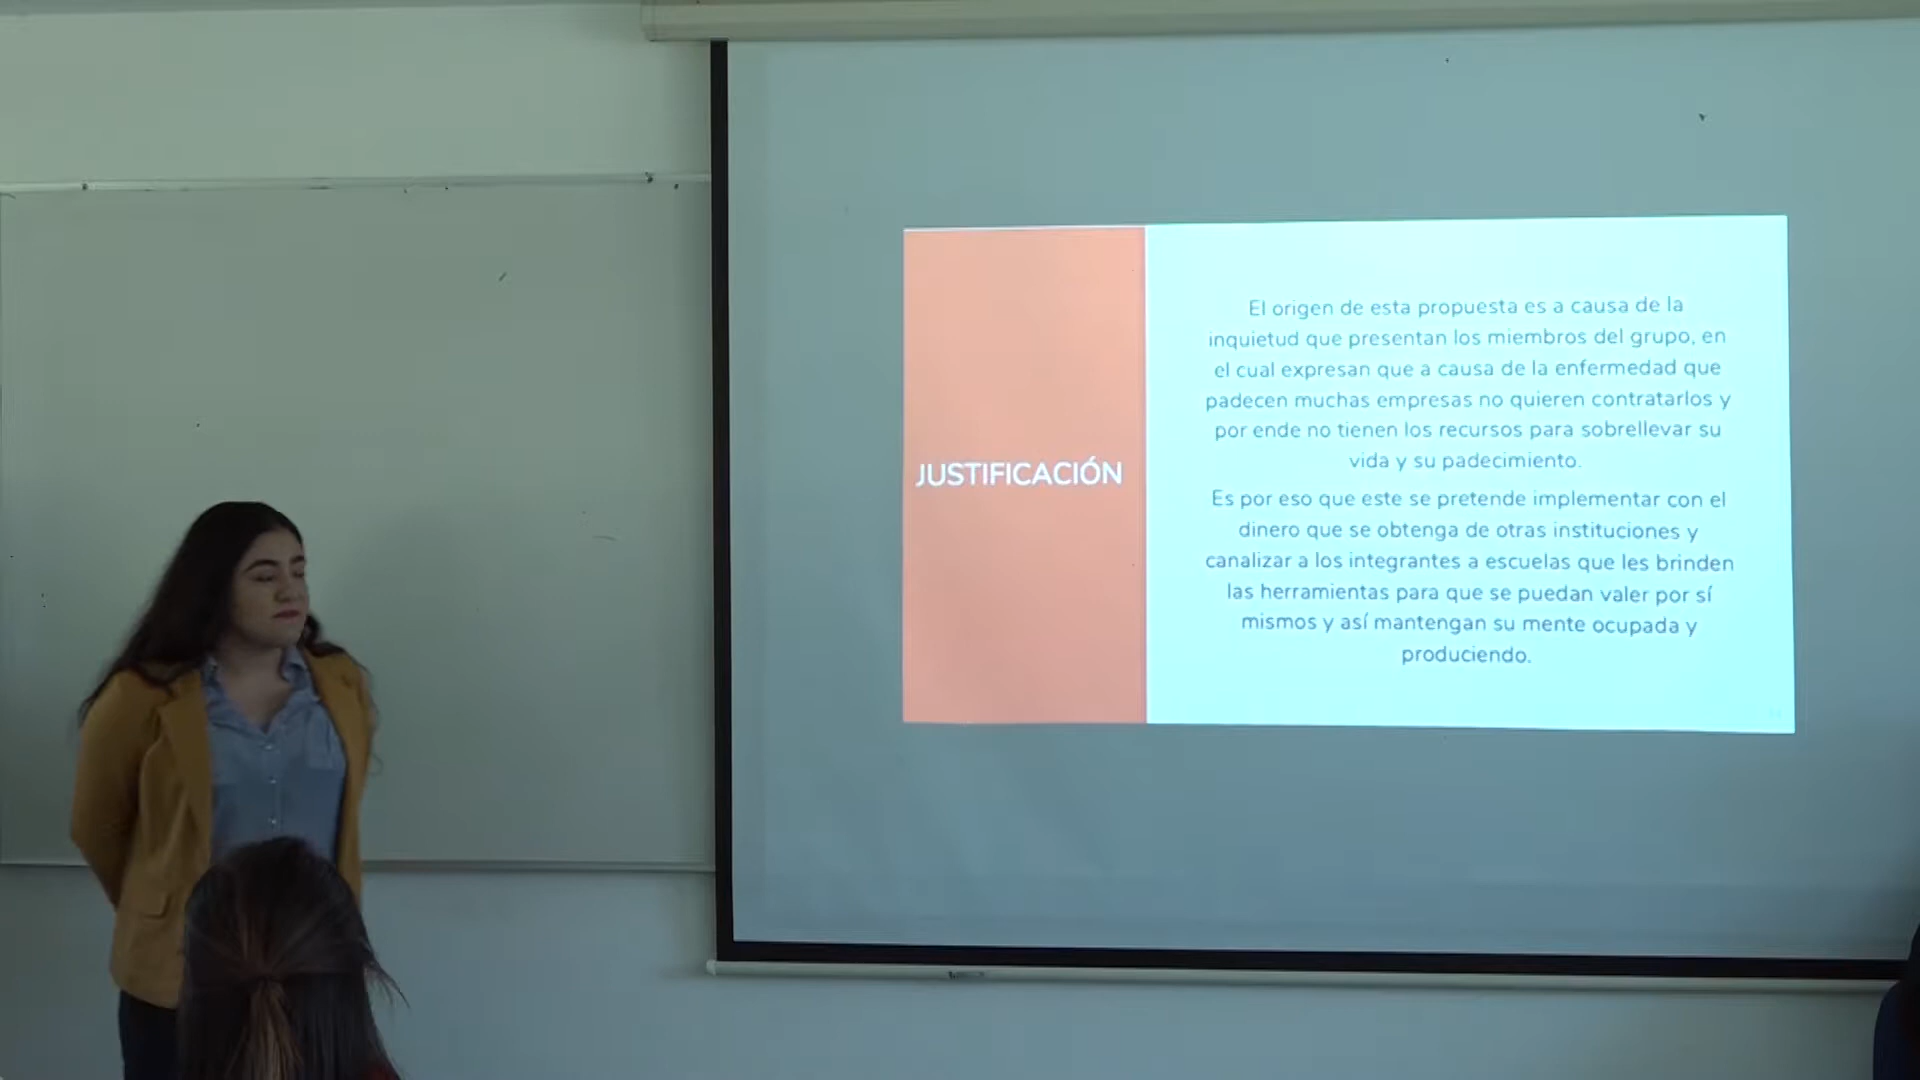 JUSTIFICACIÓN
El origen de esta propuesta es a causa de la
inquietud que presentan los miembros del grupo, en
el cual expresan que a causa de la enfermedad que
padecen muchas empresas no quieren contratarlos y
por ende no tienen los recursos para sobrellevar su
vida y su padecimiento.
Es por eso que este se pretende implementar con el
dinero que se obtenga de otras instituciones y
canalizar a los integrantes a escuelas que les brinden
las herramientas para que se puedan valer por sí
mismos y así mantengan su mente ocupada y
produciendo.